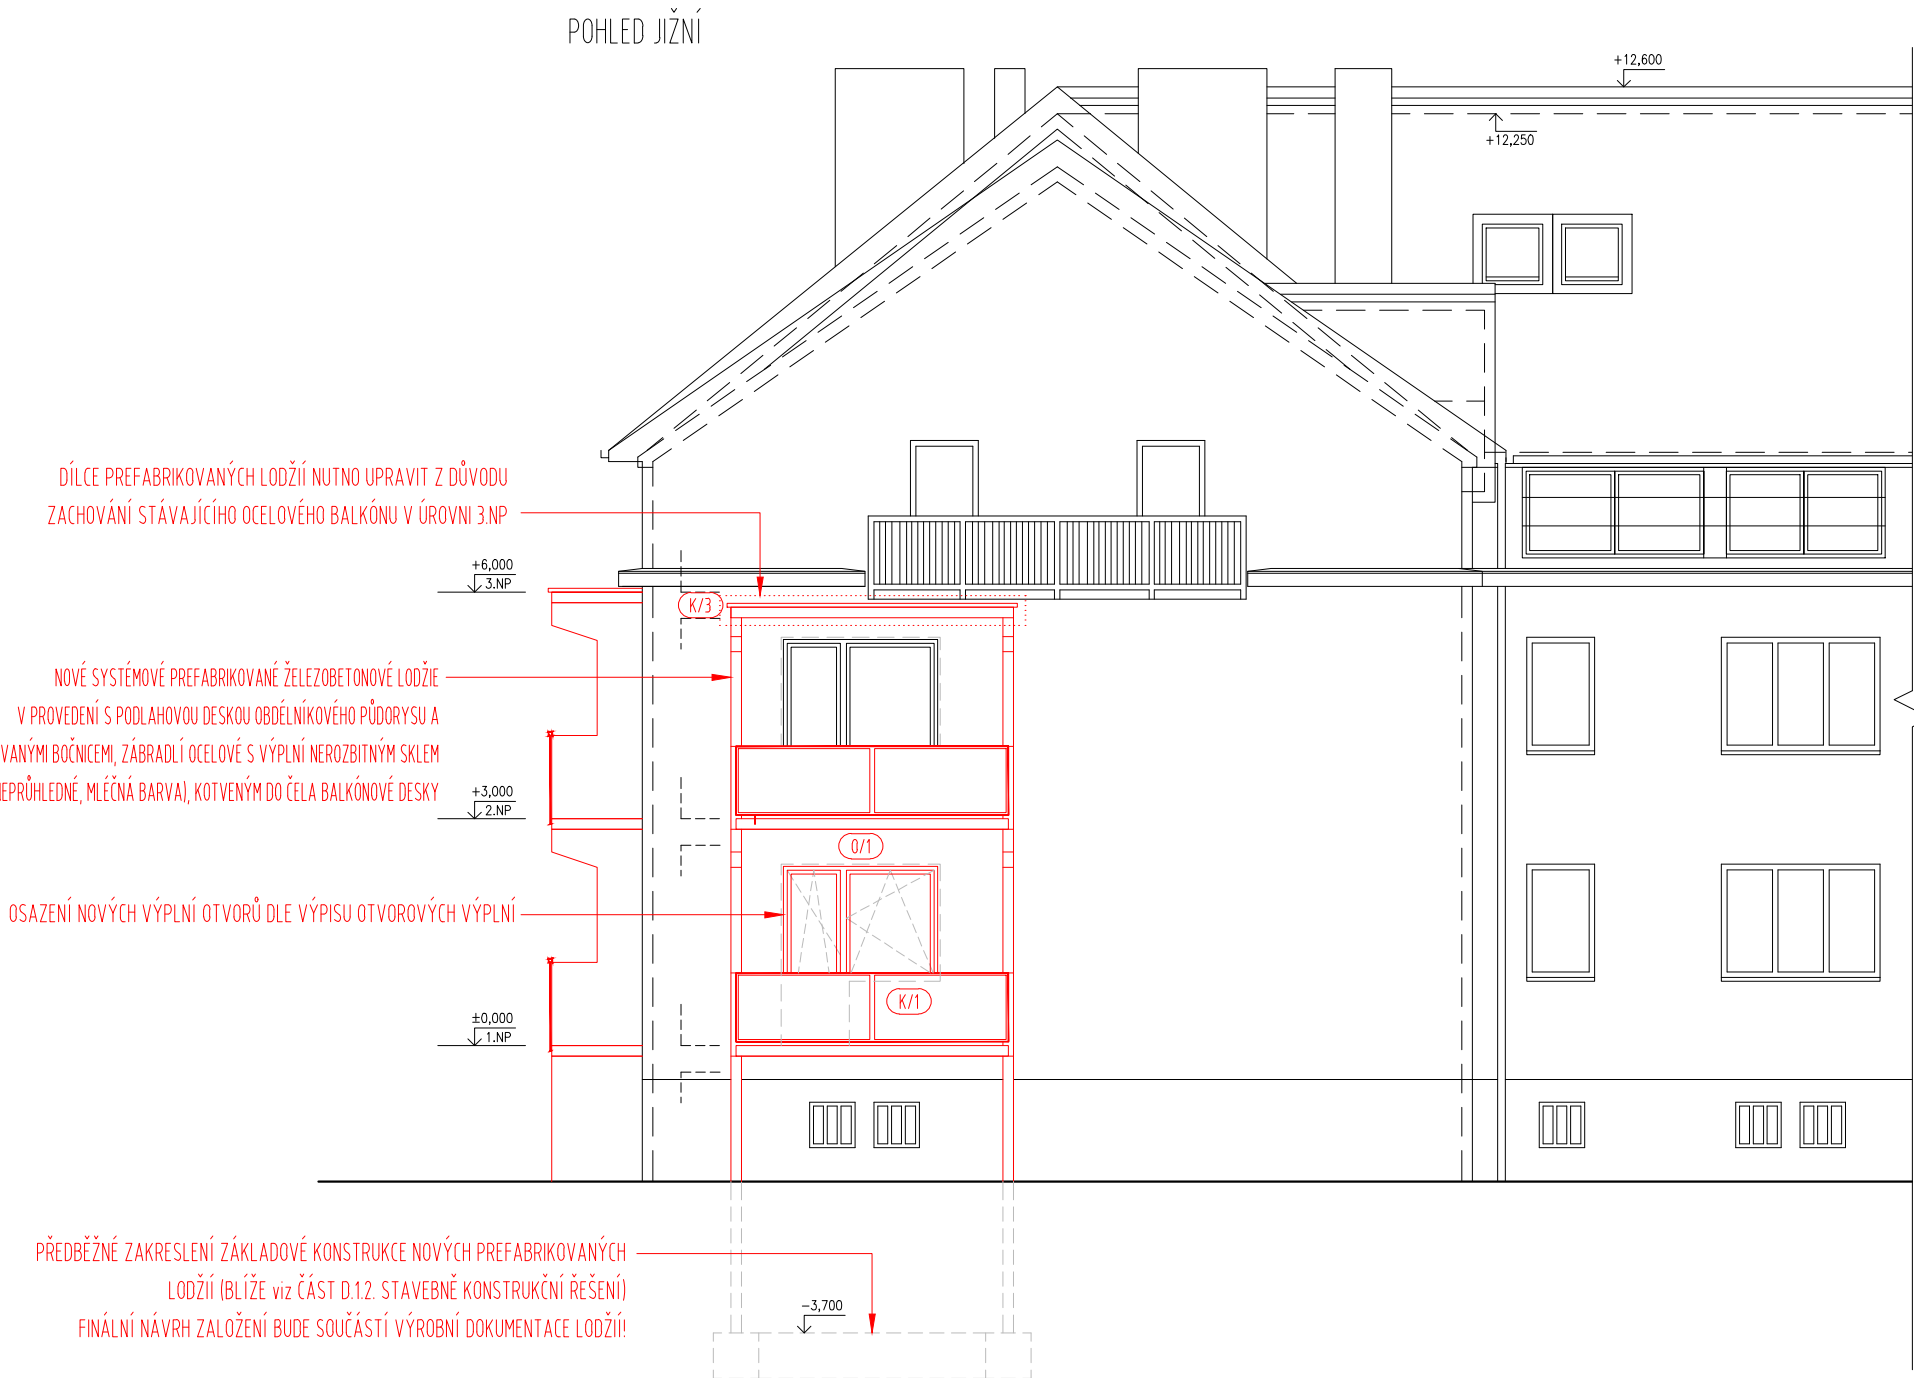 POHLED JIŽNÍ
+12,600
+12,250
DÍLCE PREFABRIKOVANÝCH LODŽIÍ NUTNO UPRAVIT Z DŮVODU
ZACHOVÁNÍ STÁVAJÍCÍHO OCELOVÉHO BALKÓNU V ÚROVNI 3.NP
+6,000
3.NP
K/3
NOVÉ SYSTÉMOVÉ PREFABRIKOVANÉ ŽELEZOBETONOVÉ LODŽIE
V PROVEDENÍ S PODLAHOVOU DESKOU OBDÉLNÍKOVÉHO PŮDORYSU A
VANÝMI BOČNICEMI, ZÁBRADLÍ OCELOVÉ S VÝPLNÍ NEROZBITNÝM SKLEM
EPRŮHLEDNÉ, MLÉČNÁ BARVA), KOTVENÝM DO ČELA BALKÓNOVÉ DESKY
+3,000
2.NP
O/1
OSAZENÍ NOVÝCH VÝPLNÍ OTVORŮ DLE VÝPISU OTVOROVÝCH VÝPLNÍ
K/1
±0,000
1.NP
PŘEDBĚŽNÉ ZAKRESLENÍ ZÁKLADOVÉ KONSTRUKCE NOVÝCH PREFABRIKOVANÝCH
LODŽIÍ (BLÍŽE viz ČÁST D.1.2. STAVEBNĚ KONSTRUKČNÍ ŘEŠENÍ)
FINÁLNÍ NÁVRH ZALOŽENÍ BUDE SOUČÁSTÍ VÝROBNÍ DOKUMENTACE LODŽIÍ!
-3,700